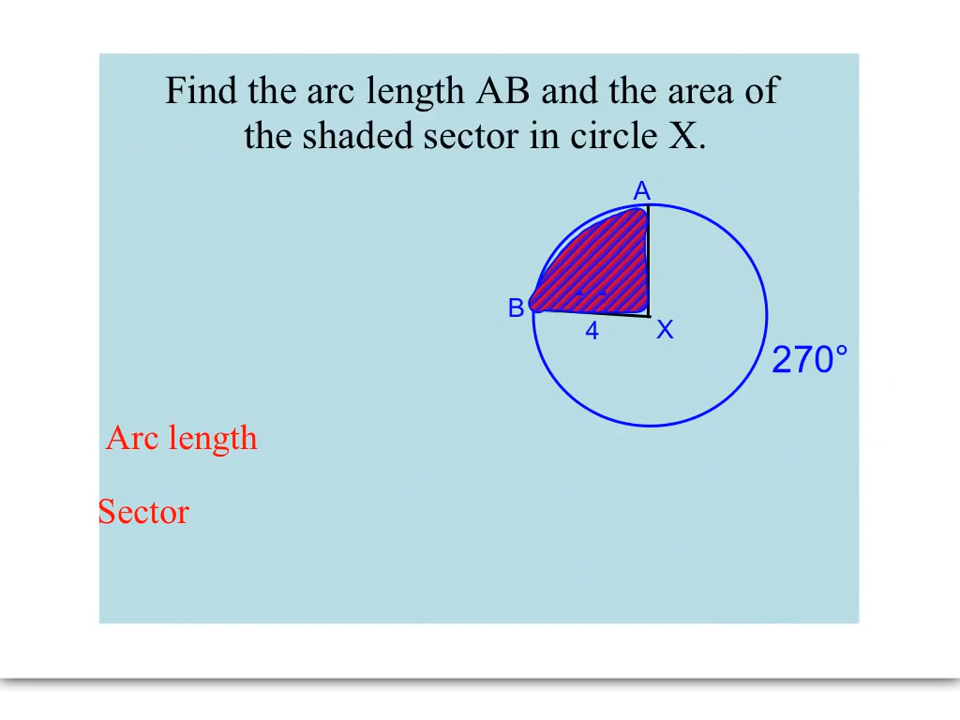 Find the arc length AB and the area of
the shaded sector in circle X.
A
B
4
X
270°
Arc length
Sector